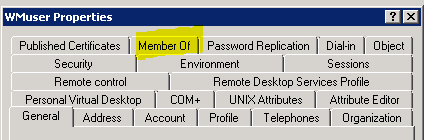 WMuser Properties
Published Certificates Member Of Password Replication Dial-in Object
Security Environment Sessions
Remote control Remote Desktop Services Profile
Personal Virtual Desktop COM+ UNIX Attributes Attribute Editor
General Address Account Profile Telephones Organization